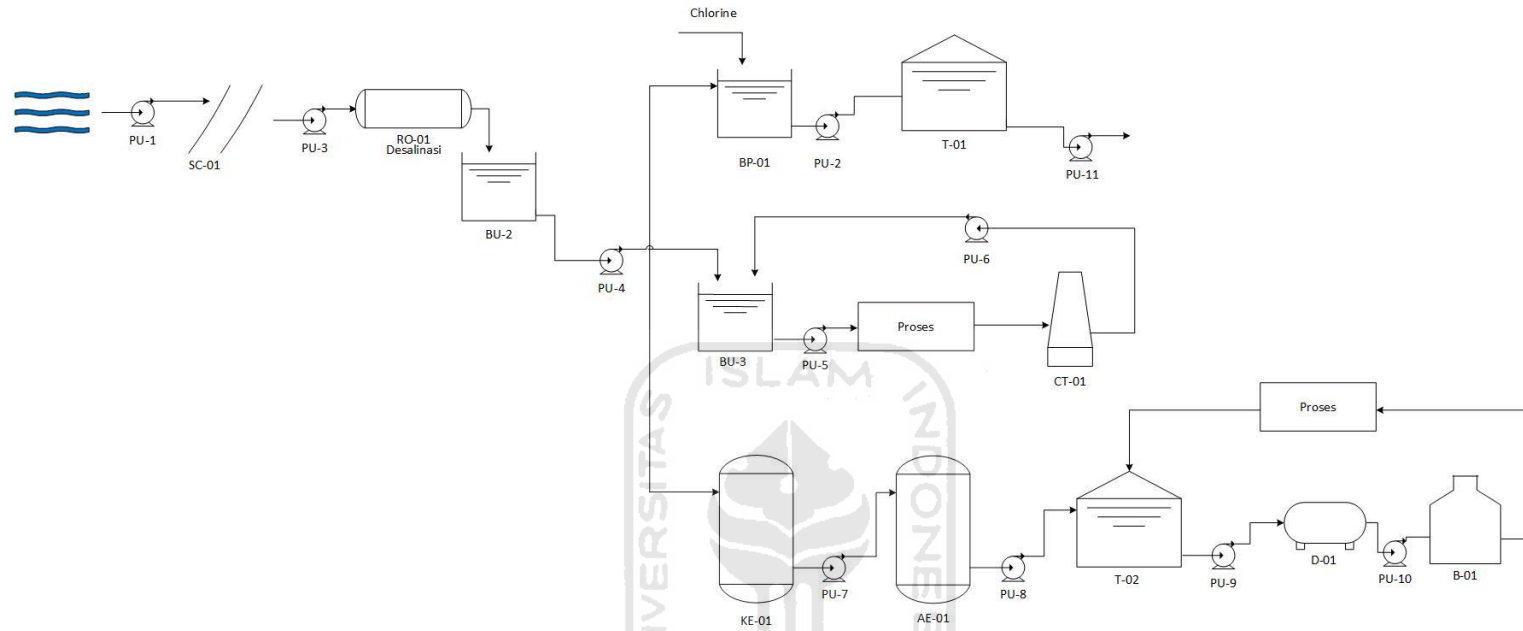 Chlorine
PU-1
SC-01
PU-3
RO-01
Desalinasi
BU-2
PU-4
BP-01
PU-2
T-01
PU-11
PU-6
BU-3
PU-5
Proses
CT-01
Proses
KE-01
PU-7
AE-01
PU-8
T-02
PU-9
D-01
PU-10
B-01
ISLAM